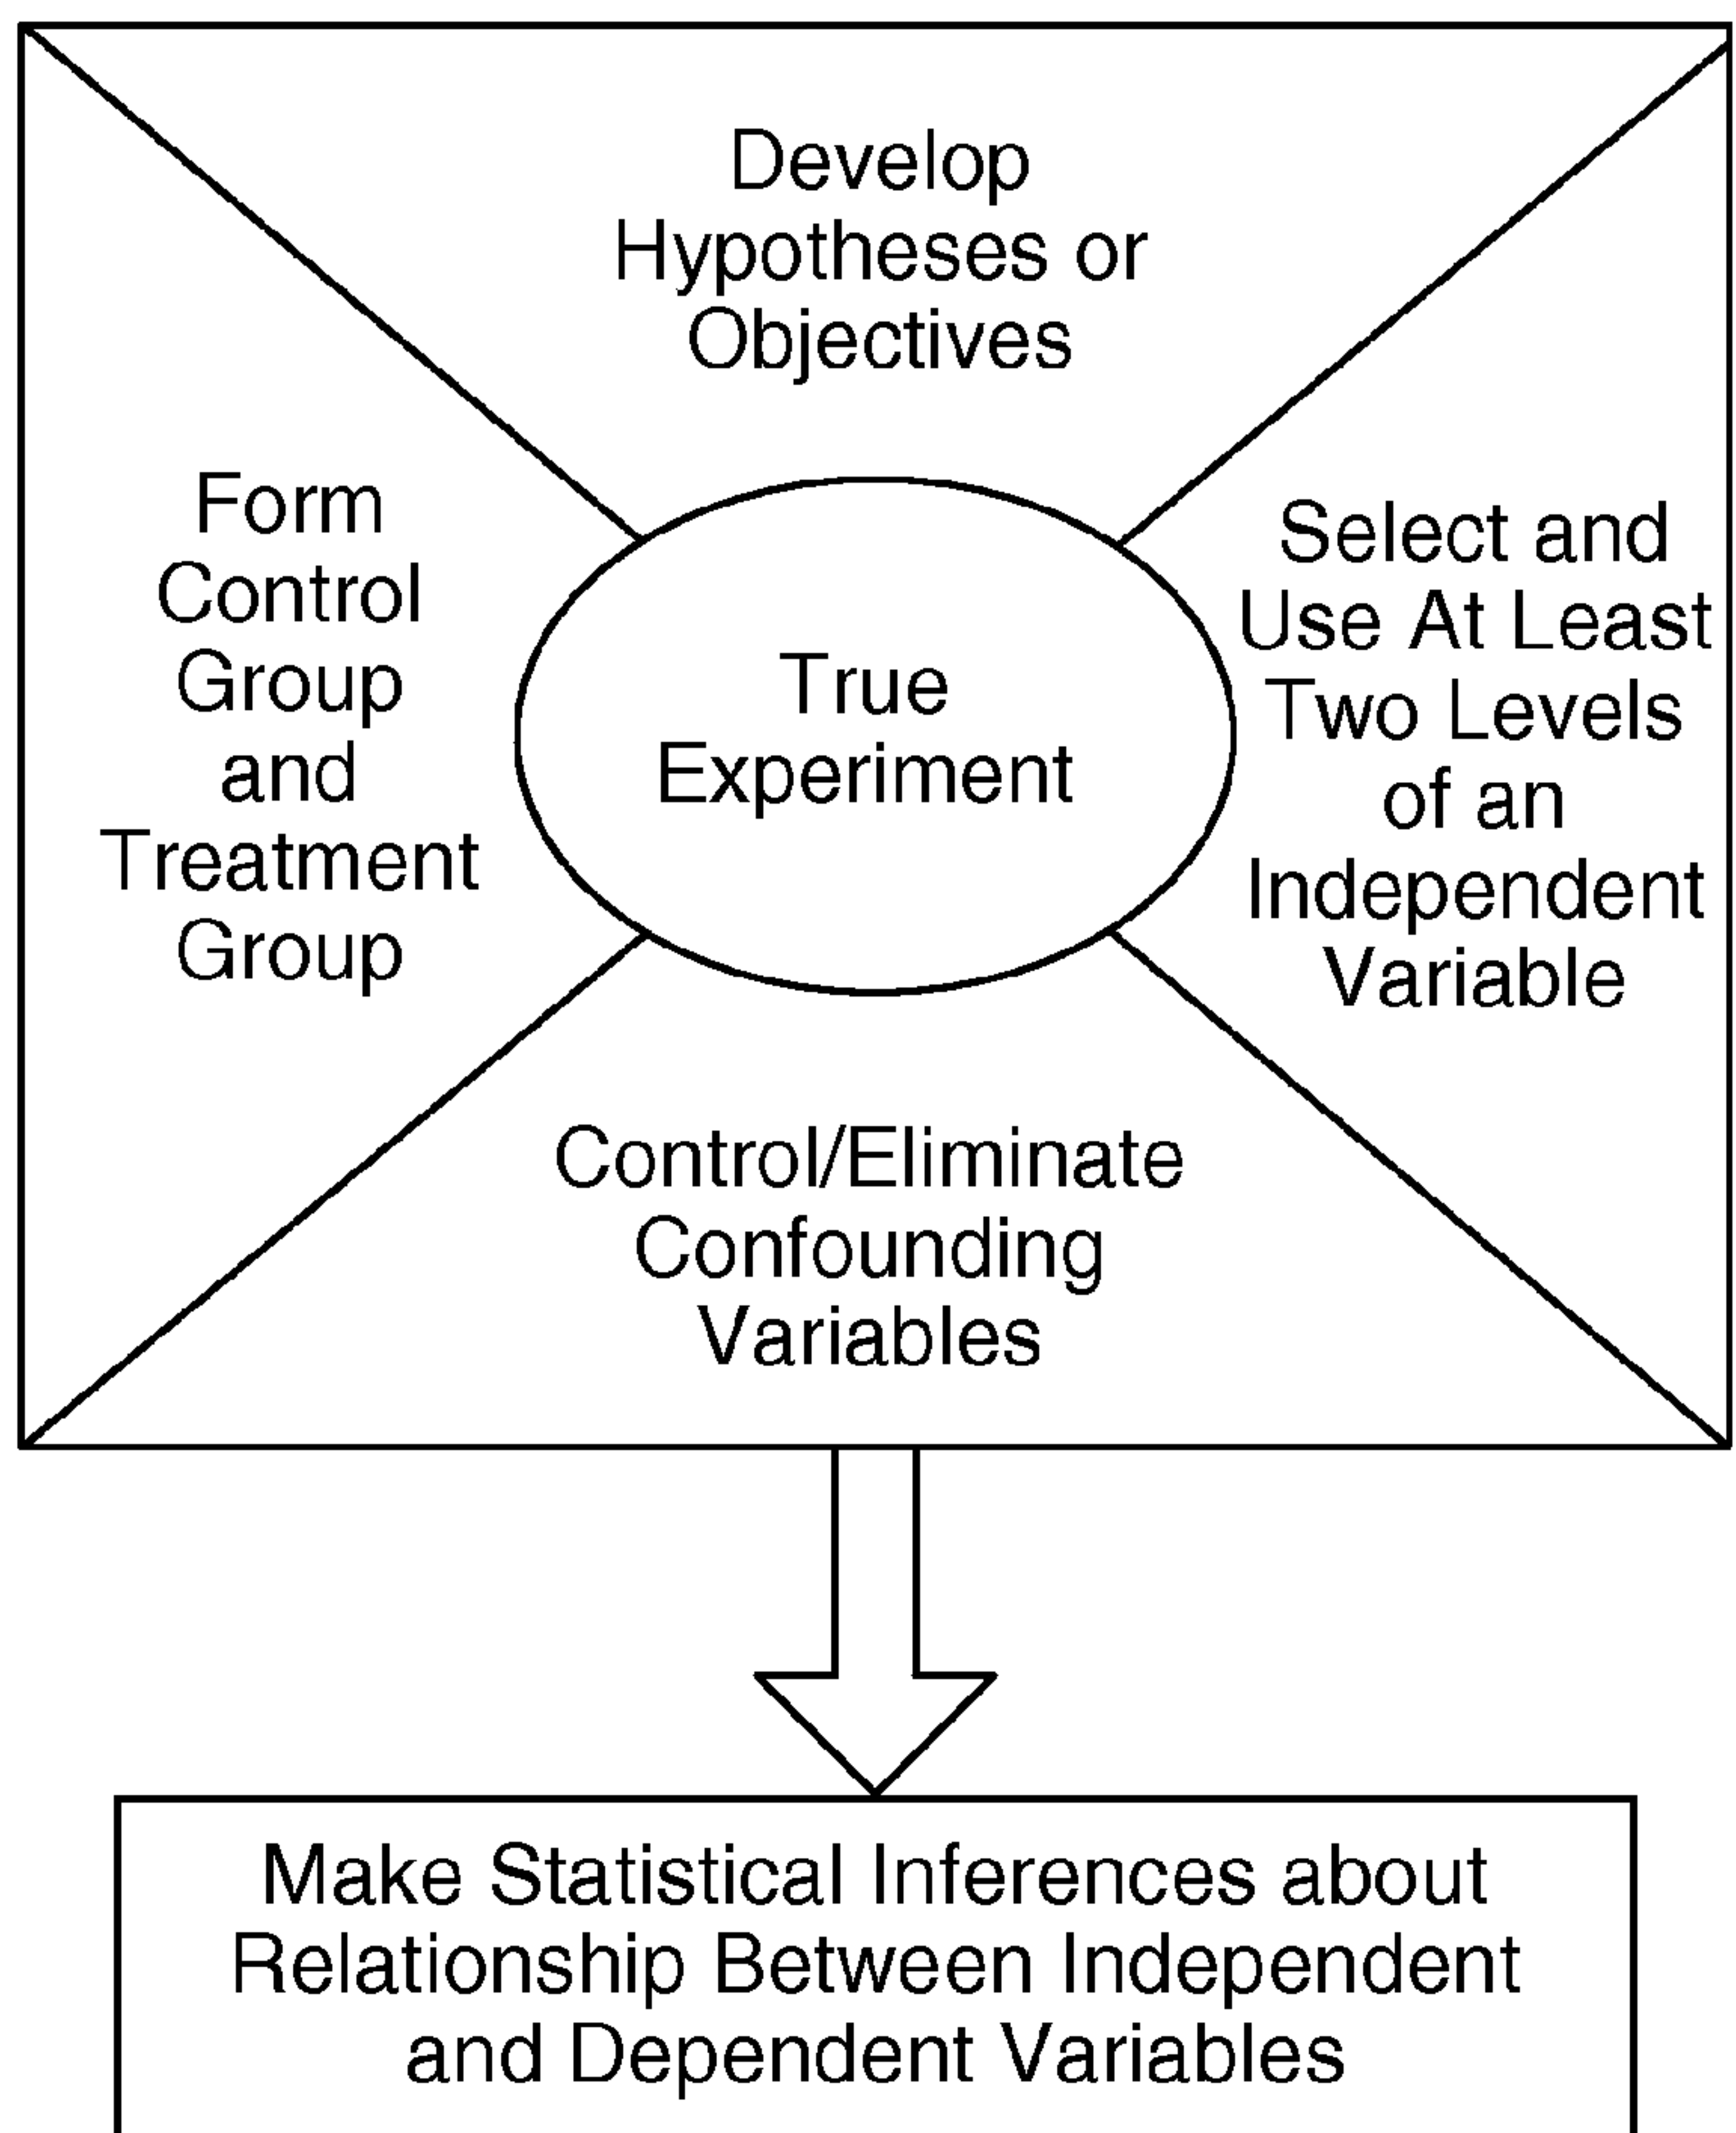 Develop
Hypotheses or
Objectives
Form
Control
Group
and
Treatment
Group
True
Experiment
Select and
Use At Least
Two Levels
of an
Independent
Variable
Control/Eliminate
Confounding
Variables
Make Statistical Inferences about
Relationship Between Independent
and Dependent Variables